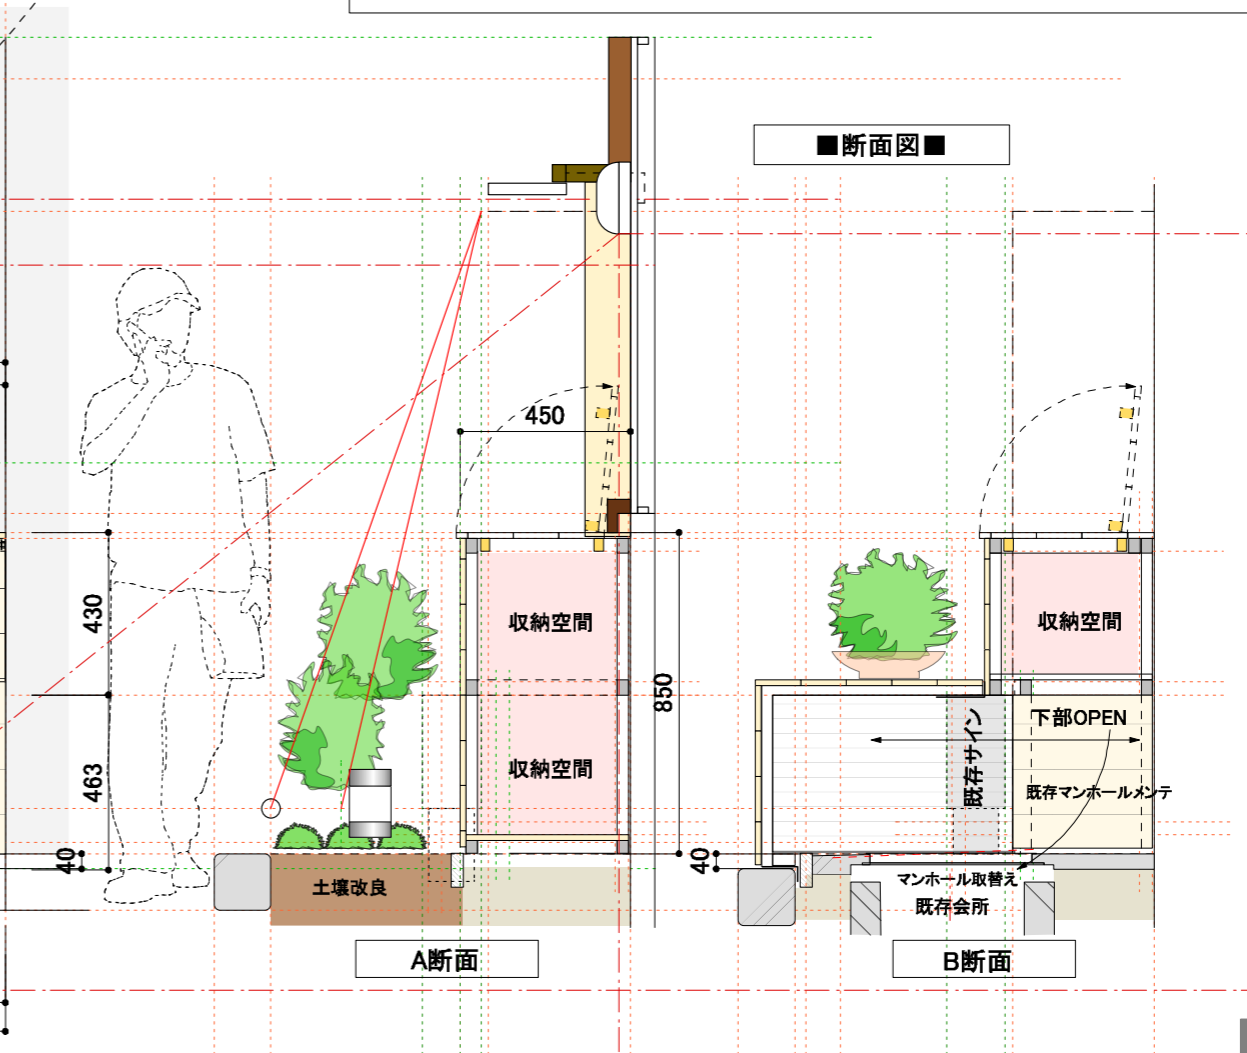 ■断面図■
450
430
463
40
850
収納空間
収納空間
土壌改良
A断面
収納空間
下部OPEN
既存サイン
既存マンホールメンテ
40
マンホール取替え
既存会所
B断面